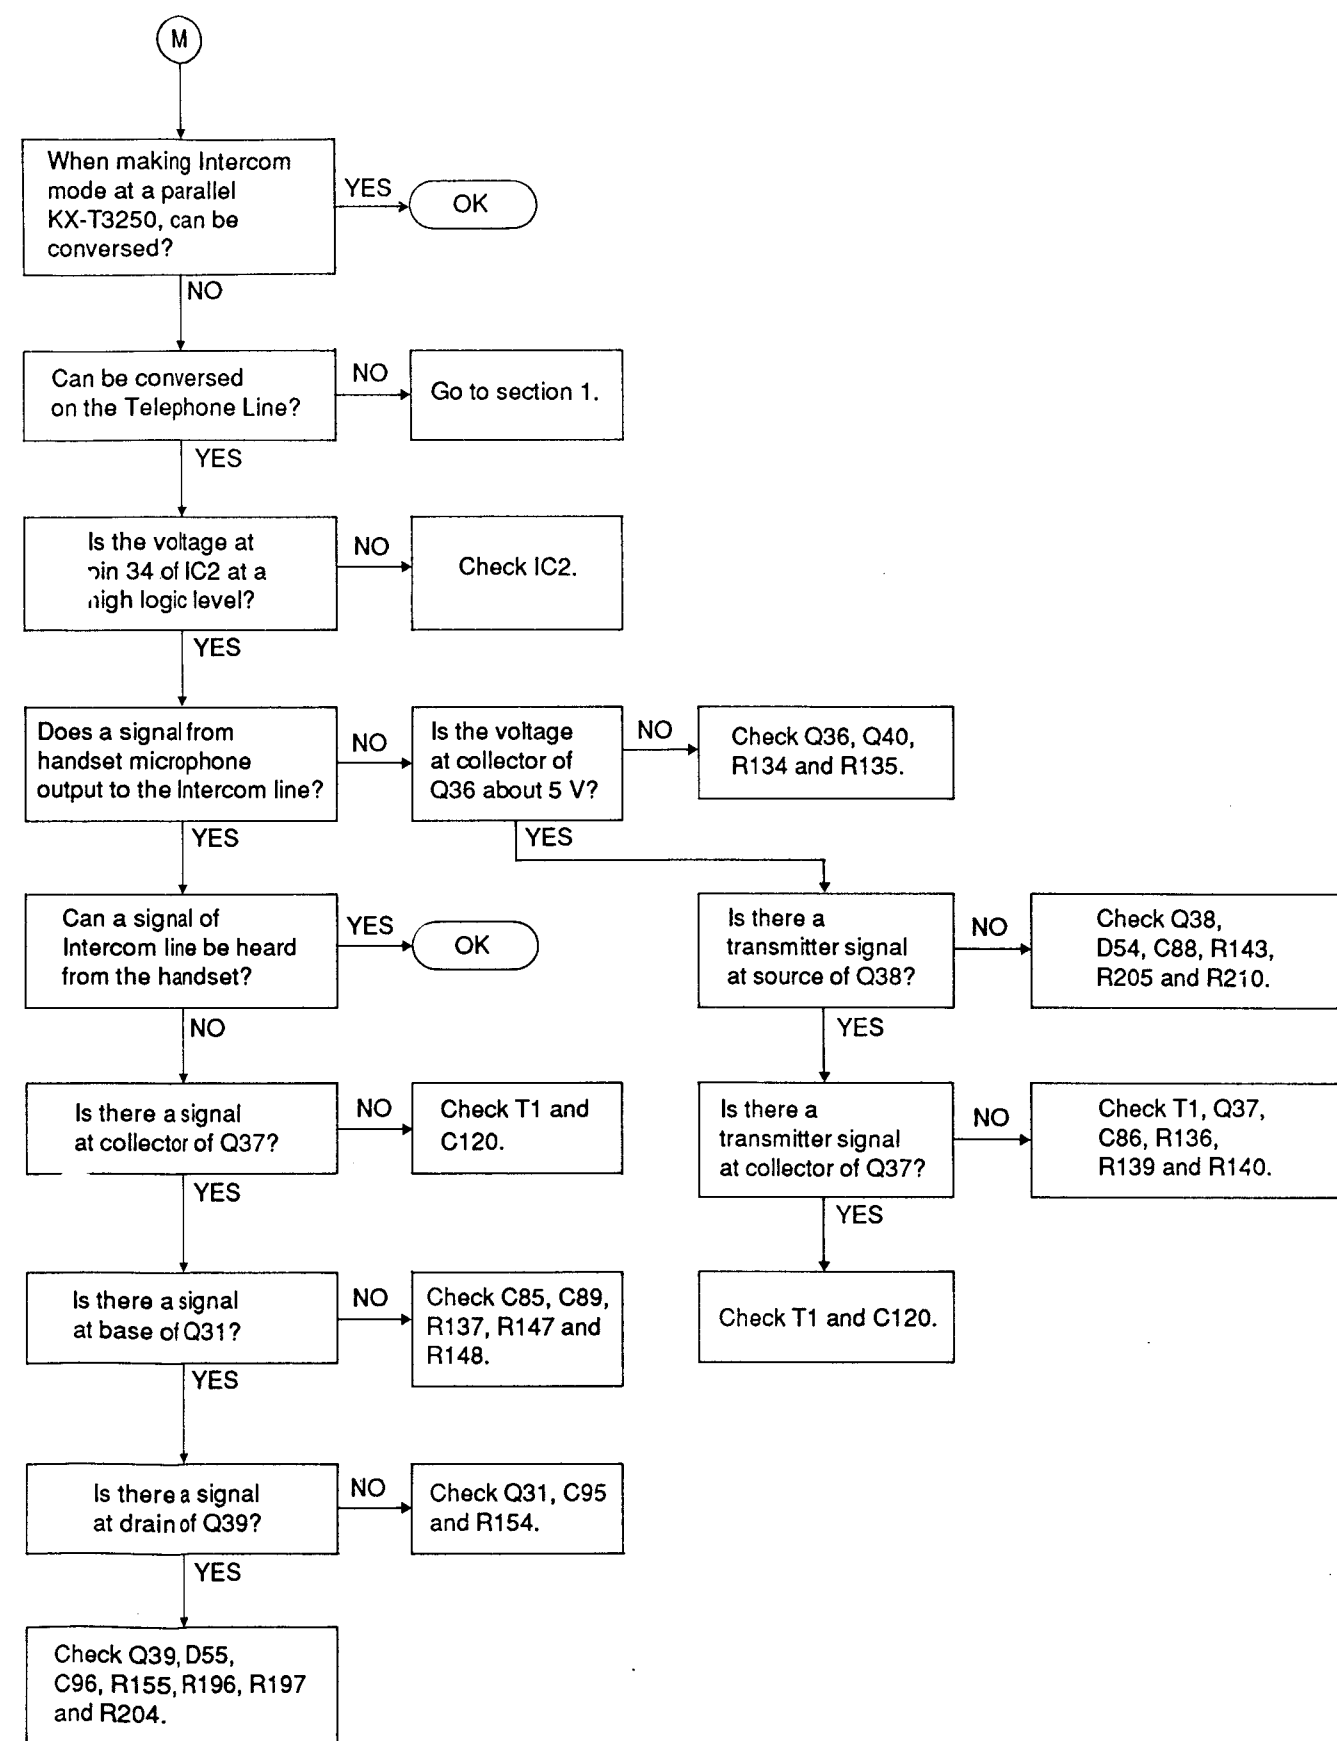 M
When making Intercom
mode at a parallel
KX-T3250, can be
conversed?
YES
OK
NO
Can be conversed
on the Telephone Line?
NO
Go to section 1.
YES
Is the voltage at
pin 34 of IC2 at a
high logic level?
NO
Check IC2.
YES
Does a signal from
handset microphone
output to the Intercom line?
NO
Is the voltage
at collector of
Q36 about 5 V?
NO
Check Q36, Q40,
R134 and R135.
YES
YES
Can a signal of
Intercom line be heard
from the handset?
YES
OK
Is there a
transmitter signal
at source of Q38?
NO
Check Q38,
D54, C88, R143,
R205 and R210.
NO
YES
Is there a signal
at collector of Q37?
NO
Check T1 and
C120.
Is there a
transmitter signal
at collector of Q37?
NO
Check T1, Q37,
C86, R136,
R139 and R140.
YES
YES
Is there a signal
at base of Q31?
NO
Check C85, C89,
R137, R147 and
R148.
Check T1 and C120.
YES
Is there a signal
at drain of Q39?
NO
Check Q31, C95
and R154.
YES
Check Q39, D55,
C96, R155, R196, R197
and R204.